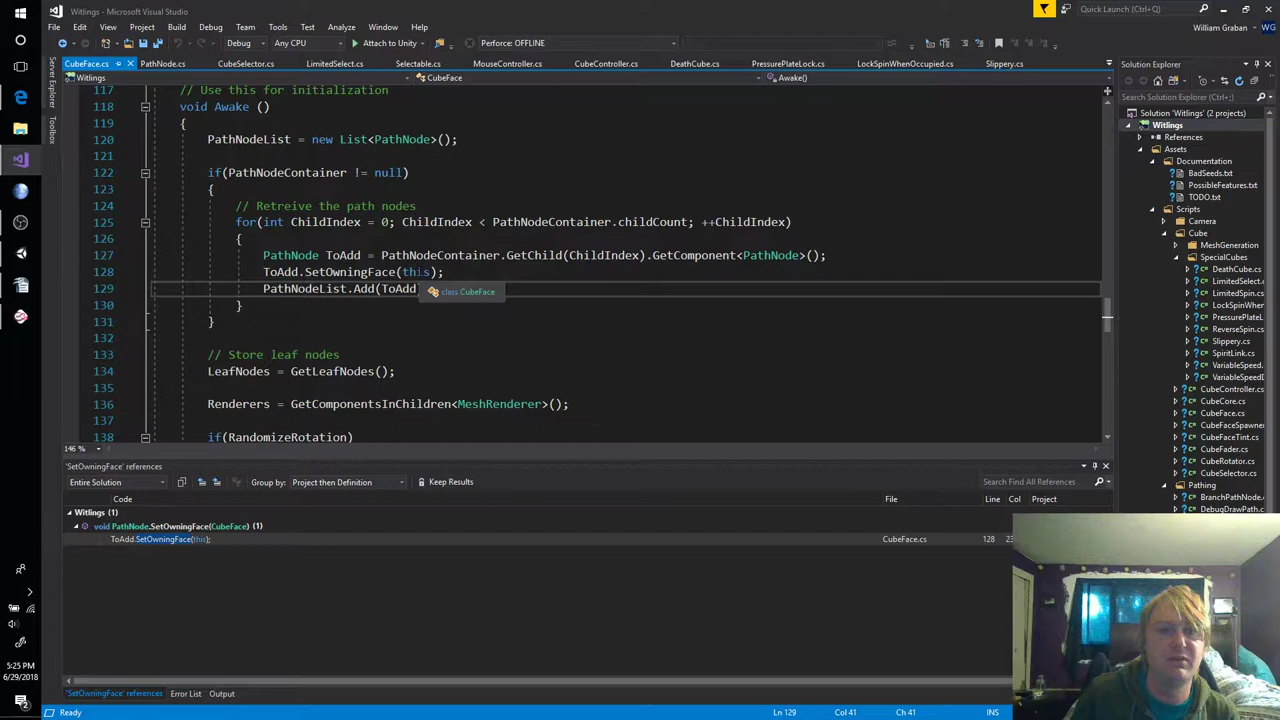 Witlings - Microsoft Visual Studio
Quick Launch (Ctrl+Q)
File Edit View Project Build Debug Team Tools Test Analyze Window Help
William Graban WG
Debug Any CPU Attach to Unity Perforce: OFFLINE
CubeFace.cs PathNode.cs CubeSelector.cs LimitedSelect.cs Selectable.cs MouseController.cs CubeController.cs DeathCube.cs PressurePlateLock.cs LockSpinWhenOccupied.cs Slippery.cs
Solution Explorer
Witlings CubeFace Awake()
Server Explorer
Toolbox
117 // Use this for initialization
118 void Awake ()
119 {
120 PathNodeList = new List<PathNode>();
121
122 if(PathNodeContainer != null)
123 {
124 // Retreive the path nodes
125 for(int ChildIndex = 0; ChildIndex < PathNodeContainer.childCount; ++ChildIndex)
126 {
127 PathNode ToAdd = PathNodeContainer.GetChild(ChildIndex).GetComponent<PathNode>();
128 ToAdd.SetOwningFace(this);
129 PathNodeList.Add(ToAdd
class CubeFace
130 }
131 }
132
133 // Store leaf nodes
134 LeafNodes = GetLeafNodes();
135
136 Renderers = GetComponentsInChildren<MeshRenderer>();
137
138 if(RandomizeRotation)
146 %
Search Solution Explorer (Ctrl+;)
Solution 'Witlings' (2 projects)
Witlings
References
Assets
Documentation
BadSeeds.txt
PossibleFeatures.txt
TODO.txt
Scripts
Camera
Cube
MeshGeneration
SpecialCubes
DeathCube.cs
LimitedSelect.c
LimitedSpin.cs
LockSpinWhen
PressurePlateL
ReverseSpin.cs
Slippery.cs
SpiritLink.cs
VariableSpeed.
VariableSpeedD
CubeController.cs
CubeCore.cs
CubeFace.cs
CubeFaceSpawne
CubeFaceTint.cs
CubeFader.cs
CubeRotator.cs
CubeSelector.cs
Pathing
BranchPathNode.c
DebugDrawPath.c
'SetOwningFace' references
Entire Solution Group by: Project then Definition Keep Results Search Find All References
Code File Line Col Project
Witlings (1)
void PathNode.SetOwningFace(CubeFace) (1)
ToAdd.SetOwningFace(this); CubeFace.cs 128 23
'SetOwningFace' references Error List Output
Ready Ln 129 Col 41 Ch 41 INS
5:25 PM
6/29/2018
2